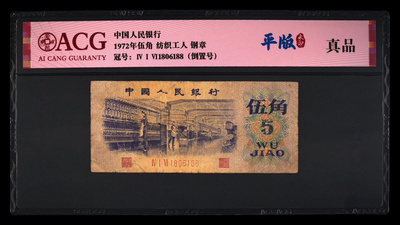 ACG
AI CANG GUARANTY
中国人民银行
1972年伍角 纺织工人 钢章
冠号：Ⅳ Ⅰ Ⅵ1806188（倒置号）
平版
真品
中國人民銀行
伍角
5
WU
JIAO
Ⅳ Ⅰ Ⅵ1806188